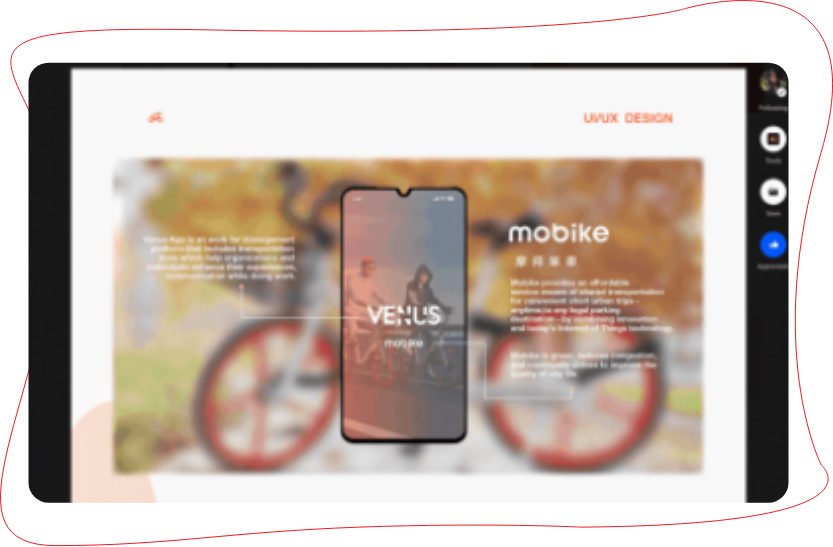 UI/UX DESIGN
Venus App is an work for management
platform that includes transportation
tools which help organizations and
individuals enhance their experiences,
communication while doing work.
VENUS
mobike
mobike
摩拜单车
Mobike provides an affordable
service means of shared transportation
for convenient short urban trips -
anytime,to any legal parking
destination - by combining innovation
and today's Internet of Things technology.
Mobike is green, reduces congestion,
and continually strives to improve the
quality of city life.
Following
Tools
Save
Appreciate